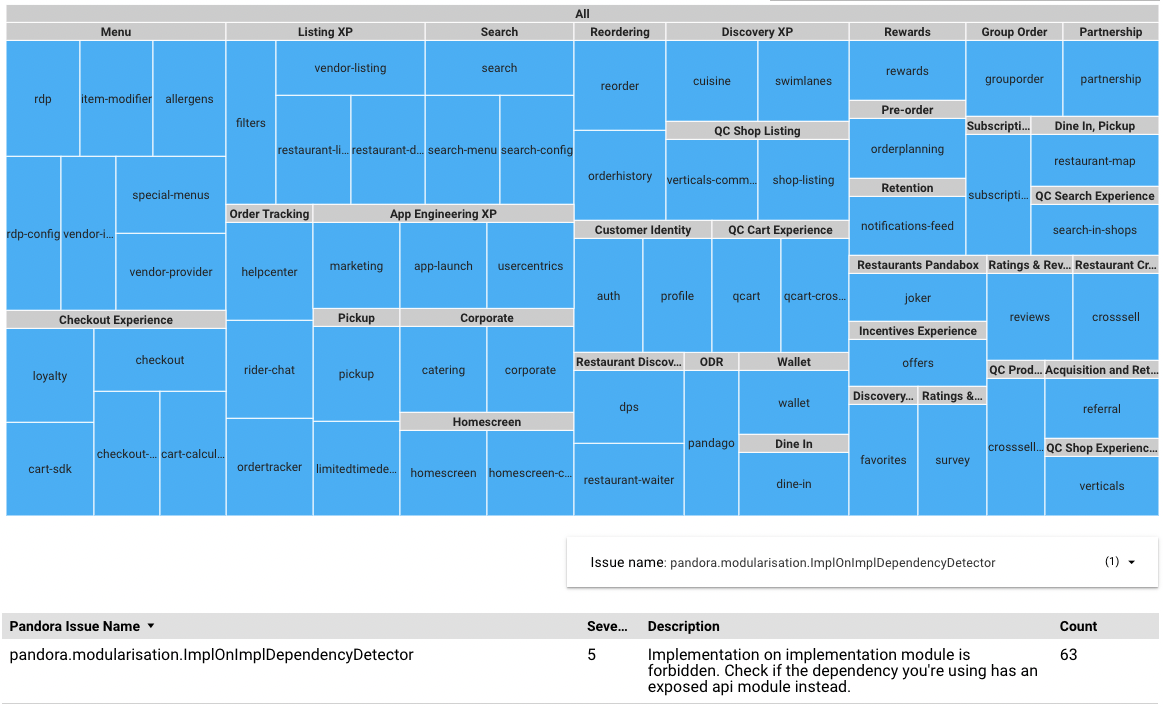 All
Menu
Listing XP
Search
Reordering
Discovery XP
Rewards
Group Order
Partnership
rdp
item-modifier
allergens
filters
vendor-listing
search
reorder
cuisine
swimlanes
rewards
grouporder
partnership
Pre-order
Subscripti...
Dine In, Pickup
QC Shop Listing
restaurant-li...
restaurant-d...
search-menu
search-config
orderhistory
verticals-comm...
shop-listing
orderplanning
restaurant-map
Retention
subscripti...
QC Search Experience
rdp-config
vendor-i...
special-menus
vendor-provider
Order Tracking
App Engineering XP
notifications-feed
search-in-shops
Customer Identity
QC Cart Experience
helpcenter
marketing
app-launch
usercentrics
auth
profile
qcart
qcart-cros...
Restaurants Pandabox
Ratings & Rev...
Restaurant Cr...
joker
reviews
crosssell
Checkout Experience
Pickup
Corporate
Incentives Experience
loyalty
checkout
rider-chat
pickup
catering
corporate
Restaurant Discov...
ODR
Wallet
offers
QC Prod...
Acquisition and Ret...
Discovery...
Ratings &...
dps
wallet
referral
Homescreen
pandago
Dine In
crosssell...
QC Shop Experienc...
cart-sdk
checkout-...
cart-calcul...
ordertracker
limitedtimede...
homescreen
homescreen-c...
restaurant-waiter
dine-in
favorites
survey
verticals
Issue name: pandora.modularisation.ImplOnImplDependencyDetector (1)
Pandora Issue Name Seve... Description Count
pandora.modularisation.ImplOnImplDependencyDetector 5 Implementation on implementation module is 63
forbidden. Check if the dependency you're using has an
exposed api module instead.